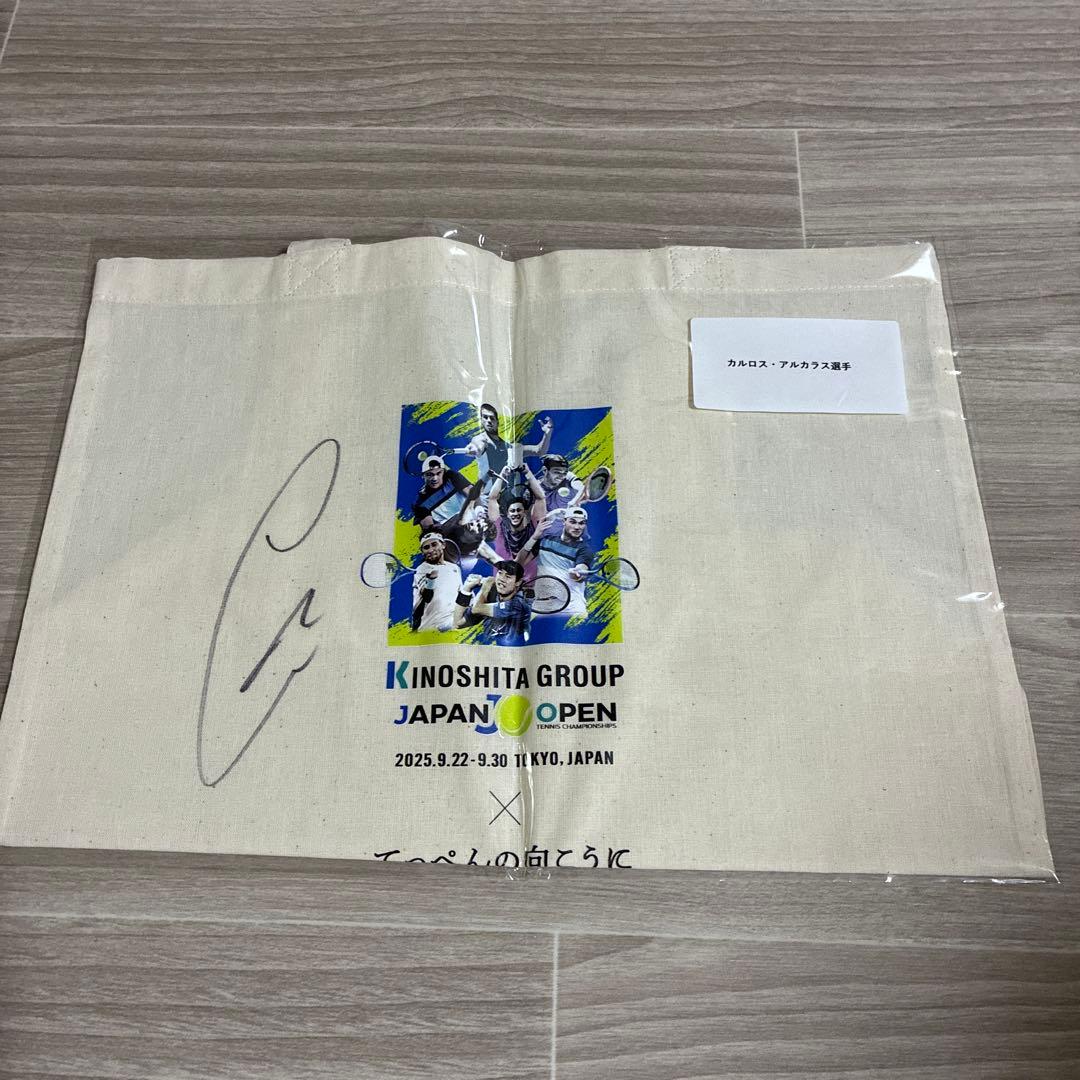 カルロス・アルカラス選手
KINOSHITA GROUP
JAPAN OPEN
TENNIS CHAMPIONSHIPS
2025.9.22-9.30 TOKYO, JAPAN
×
てっぺんの向こうに